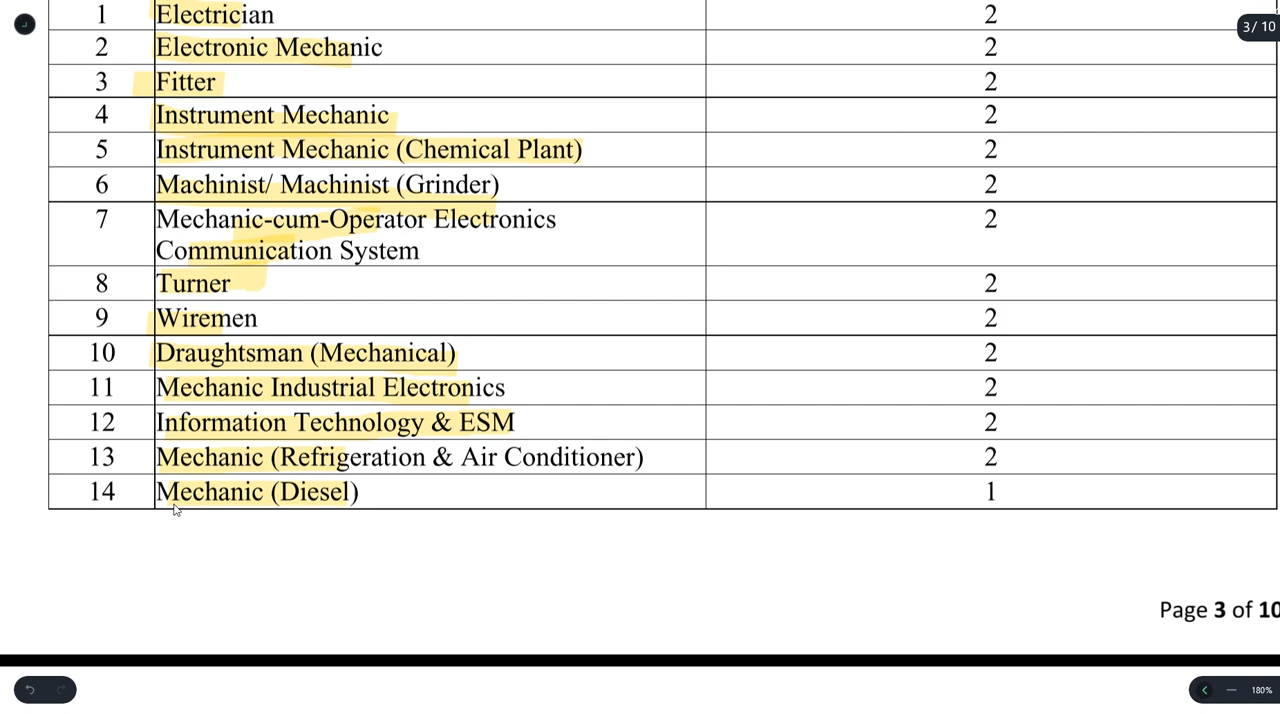 3/ 10
1 Electrician 2
2 Electronic Mechanic 2
3 Fitter 2
4 Instrument Mechanic 2
5 Instrument Mechanic (Chemical Plant) 2
6 Machinist/ Machinist (Grinder) 2
7 Mechanic-cum-Operator Electronics 2
Communication System
8 Turner 2
9 Wiremen 2
10 Draughtsman (Mechanical) 2
11 Mechanic Industrial Electronics 2
12 Information Technology & ESM 2
13 Mechanic (Refrigeration & Air Conditioner) 2
14 Mechanic (Diesel) 1
Page 3 of 10
180%